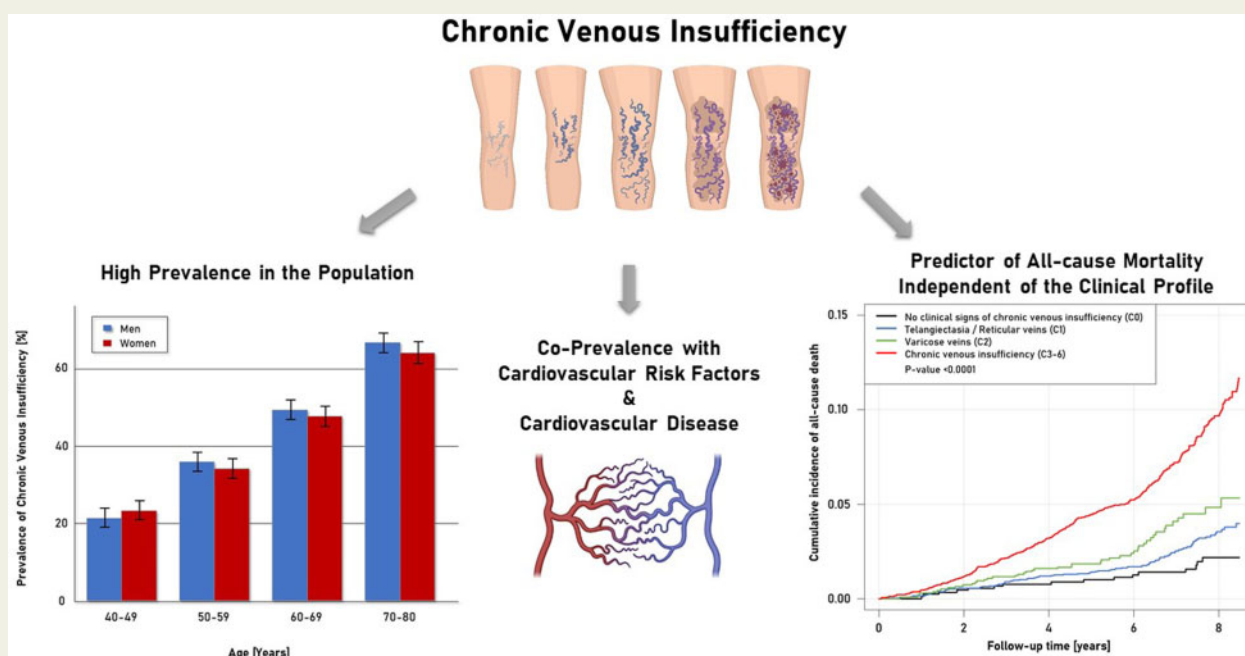 Chronic Venous Insufficiency
High Prevalence in the Population
Prevalence of Chronic Venous Insufficiency [%]
Men
Women
60
40
20
0
40-49
50-59
60-69
70-80
Age [Years]
Co-Prevalence with
Cardiovascular Risk Factors
&
Cardiovascular Disease
Predictor of All-cause Mortality
Independent of the Clinical Profile
Cumulative incidence of all-cause death
0.15
0.10
0.05
0.00
No clinical signs of chronic venous insufficiency (C0)
Telangiectasia / Reticular veins (C1)
Varicose veins (C2)
Chronic venous insufficiency (C3-6)
P-value <0.0001
0
2
4
6
8
Follow-up time [years]